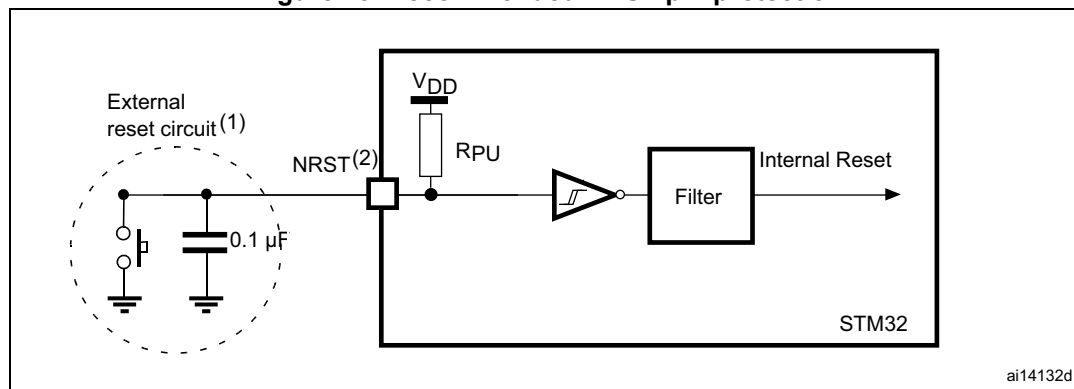 External
reset circuit(1)
VDD
NRST(2)
RPU
Internal Reset
Filter
0.1 µF
STM32
ai14132d